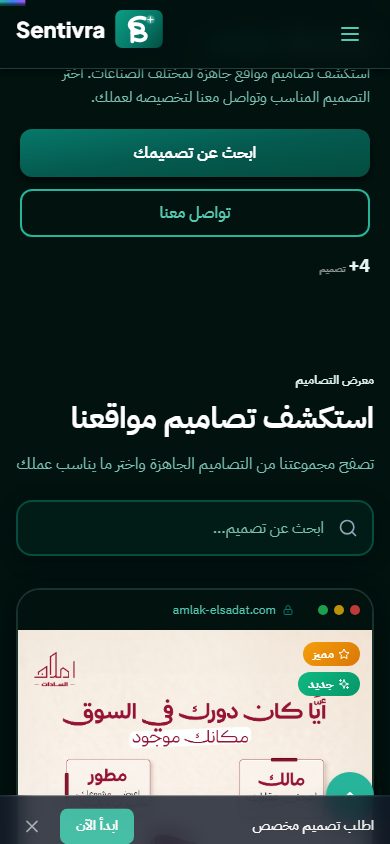 Sentivra
استكشف تصاميم مواقع جاهزة لمختلف الصناعات. اختر
التصميم المناسب وتواصل معنا لتخصيصه لعملك.
ابحث عن تصميمك
تواصل معنا
+4 تصميم
معرض التصاميم
استكشف تصاميم مواقعنا
تصفح مجموعتنا من التصاميم الجاهزة واختر ما يناسب عملك
ابحث عن تصميم...
amlak-elsadat.com
مميز
جديد
املاك
السادات
أيًا كان دورك في السوق
مكانك موجود
مالك
مطور
اطلب تصميم مخصص
ابدأ الآن